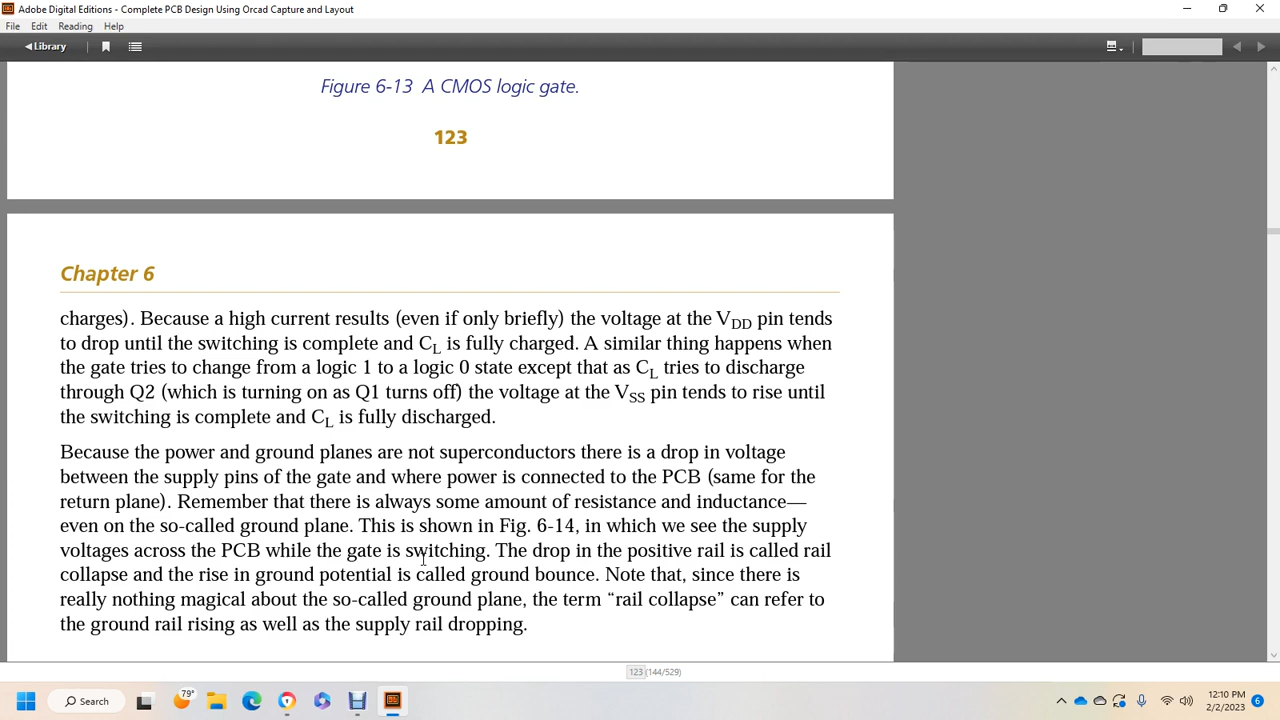 Adobe Digital Editions - Complete PCB Design Using Orcad Capture and Layout
File Edit Reading Help
Library
Figure 6-13 A CMOS logic gate.
123
Chapter 6
charges). Because a high current results (even if only briefly) the voltage at the VDD pin tends
to drop until the switching is complete and CL is fully charged. A similar thing happens when
the gate tries to change from a logic 1 to a logic 0 state except that as CL tries to discharge
through Q2 (which is turning on as Q1 turns off) the voltage at the VSS pin tends to rise until
the switching is complete and CL is fully discharged.
Because the power and ground planes are not superconductors there is a drop in voltage
between the supply pins of the gate and where power is connected to the PCB (same for the
return plane). Remember that there is always some amount of resistance and inductance—
even on the so-called ground plane. This is shown in Fig. 6-14, in which we see the supply
voltages across the PCB while the gate is switching. The drop in the positive rail is called rail
collapse and the rise in ground potential is called ground bounce. Note that, since there is
really nothing magical about the so-called ground plane, the term “rail collapse” can refer to
the ground rail rising as well as the supply rail dropping.
123 (144/529)
Search
79°
12:10 PM
2/2/2023
6